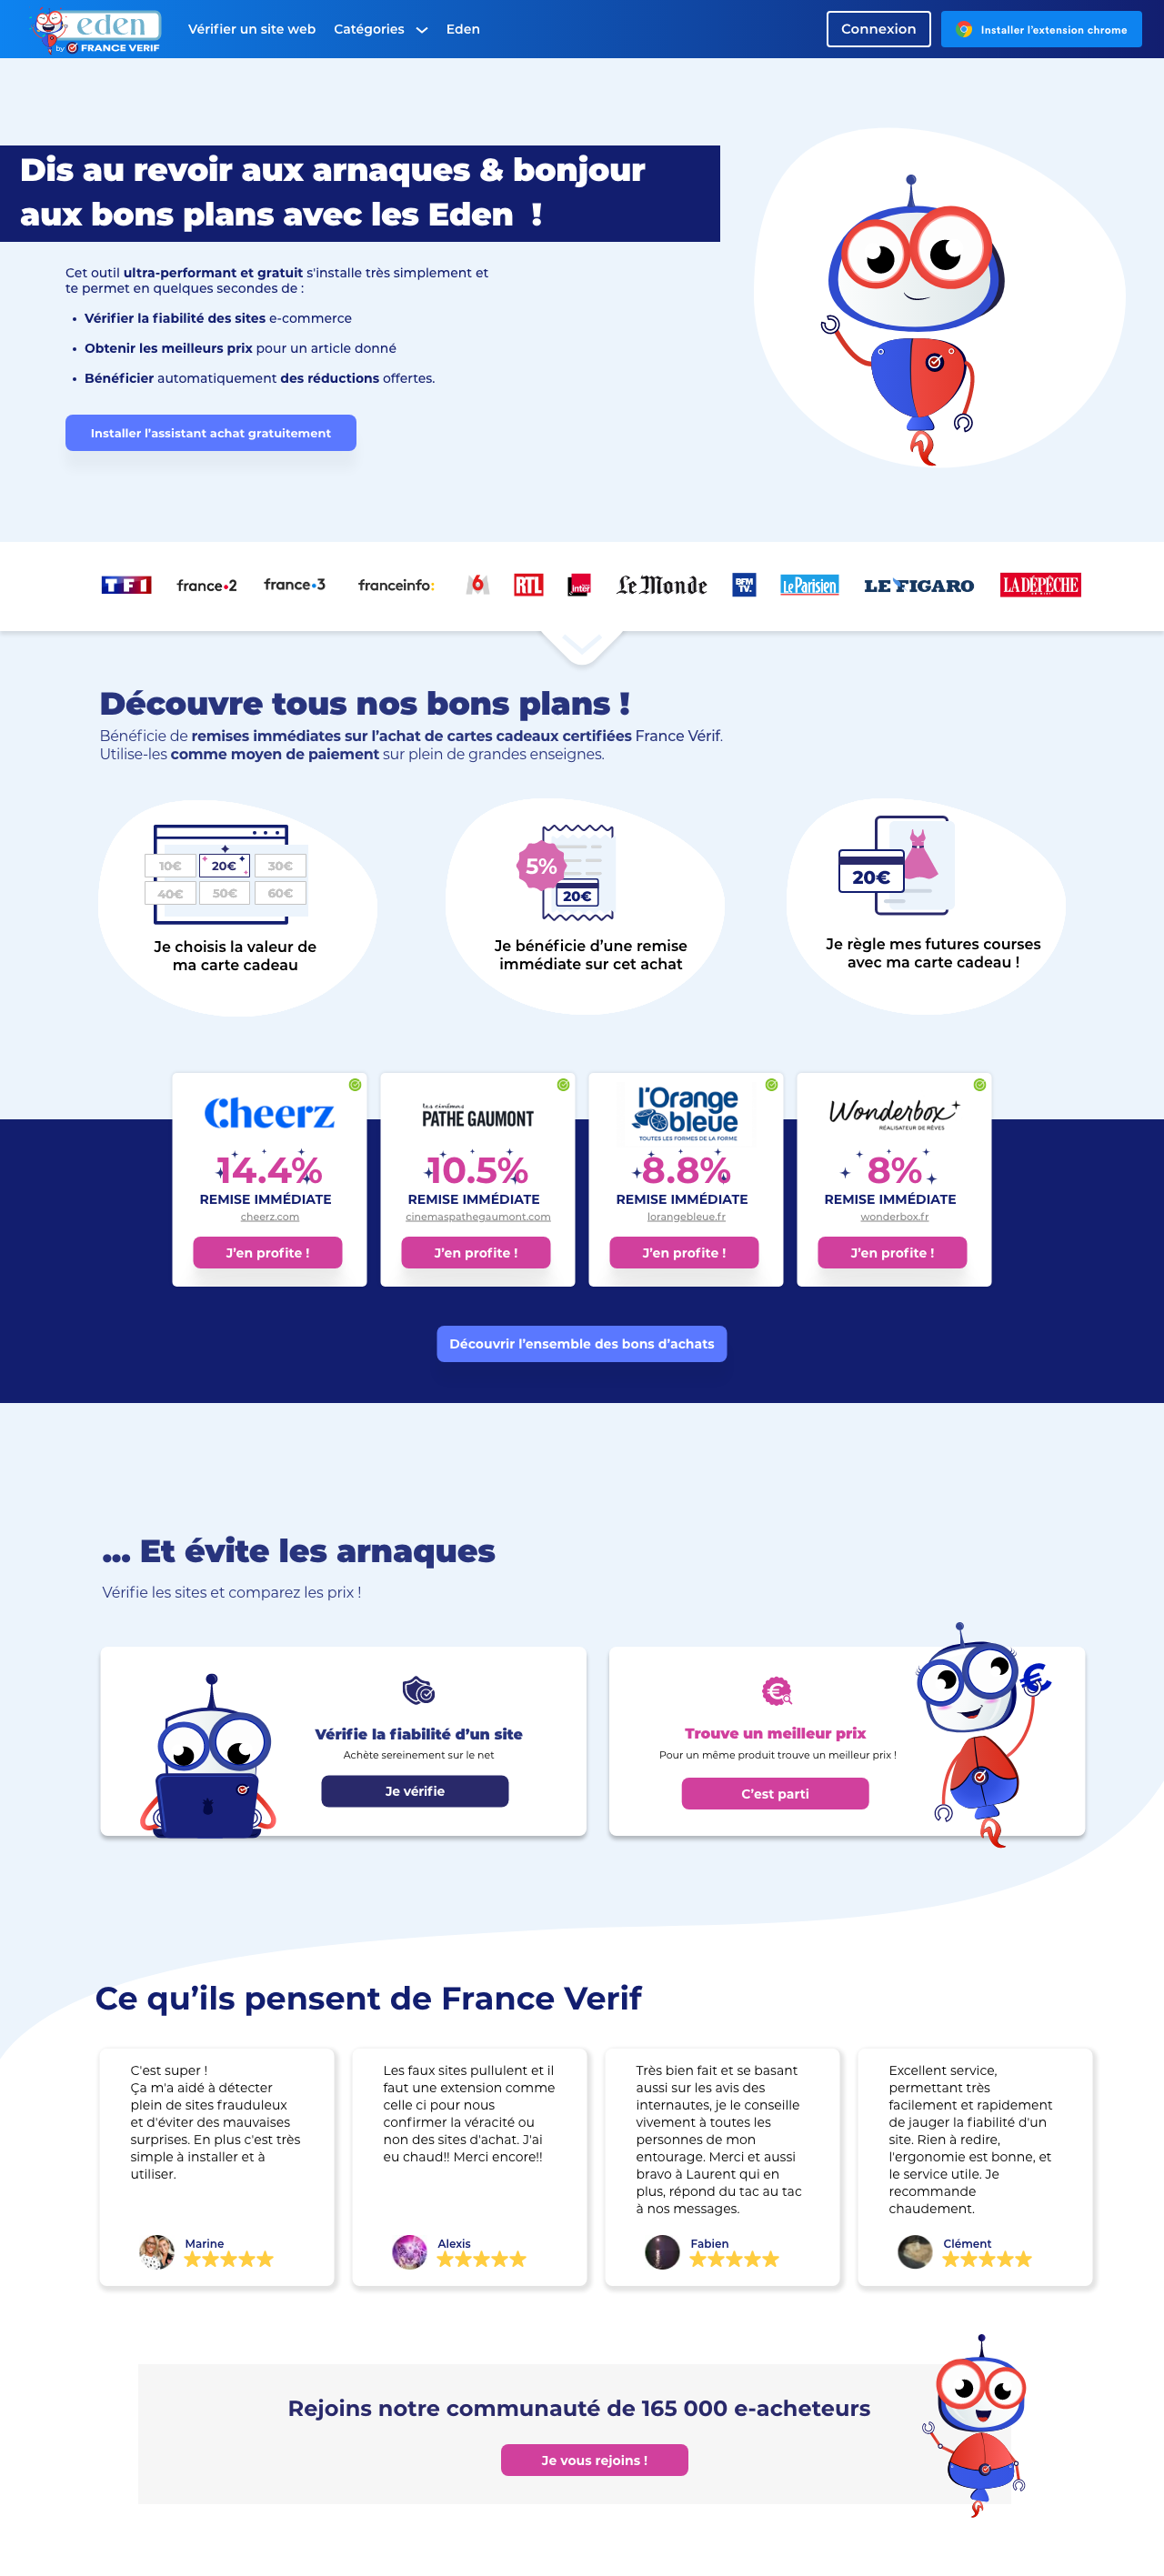 eden
by FRANCE VERIF
Vérifier un site web
Catégories
Eden
Connexion
Installer l'extension chrome
Dis au revoir aux arnaques & bonjour
aux bons plans avec les Eden !
Cet outil ultra-performant et gratuit s'installe très simplement et
te permet en quelques secondes de :
• Vérifier la fiabilité des sites e-commerce
• Obtenir les meilleurs prix pour un article donné
• Bénéficier automatiquement des réductions offertes.
Installer l’assistant achat gratuitement
TF1
france•2
france•3
franceinfo:
M6
RTL
inter
Le Monde
BFM
TV.
Le Parisien
LE FIGARO
LA DÉPÊCHE
Découvre tous nos bons plans !
Bénéficie de remises immédiates sur l’achat de cartes cadeaux certifiées France Vérif.
Utilise-les comme moyen de paiement sur plein de grandes enseignes.
10€ 20€ 30€
40€ 50€ 60€
Je choisis la valeur de
ma carte cadeau
5%
20€
Je bénéficie d’une remise
immédiate sur cet achat
20€
Je règle mes futures courses
avec ma carte cadeau !
Cheerz
14.4%
REMISE IMMÉDIATE
cheerz.com
J’en profite !
les cinémas
PATHE GAUMONT
10.5%
REMISE IMMÉDIATE
cinemaspathegaumont.com
J’en profite !
l'Orange
bleue
TOUTES LES FORMES DE LA FORME
8.8%
REMISE IMMÉDIATE
lorangebleue.fr
J’en profite !
Wonderbox
RÉALISATEUR DE RÊVES
8%
REMISE IMMÉDIATE
wonderbox.fr
J’en profite !
Découvrir l’ensemble des bons d’achats
... Et évite les arnaques
Vérifie les sites et comparez les prix !
Vérifie la fiabilité d’un site
Achète sereinement sur le net
Je vérifie
€
Trouve un meilleur prix
Pour un même produit trouve un meilleur prix !
C’est parti
€
Ce qu’ils pensent de France Verif
C'est super !
Ça m'a aidé à détecter
plein de sites frauduleux
et d'éviter des mauvaises
surprises. En plus c'est très
simple à installer et à
utiliser.
Marine
Les faux sites pullulent et il
faut une extension comme
celle ci pour nous
confirmer la véracité ou
non des sites d'achat. J'ai
eu chaud!! Merci encore!!
Alexis
Très bien fait et se basant
aussi sur les avis des
internautes, je le conseille
vivement à toutes les
personnes de mon
entourage. Merci et aussi
bravo à Laurent qui en
plus, répond du tac au tac
à nos messages.
Fabien
Excellent service,
permettant très
facilement et rapidement
de jauger la fiabilité d'un
site. Rien à redire,
l'ergonomie est bonne, et
le service utile. Je
recommande
chaudement.
Clément
Rejoins notre communauté de 165 000 e-acheteurs
Je vous rejoins !